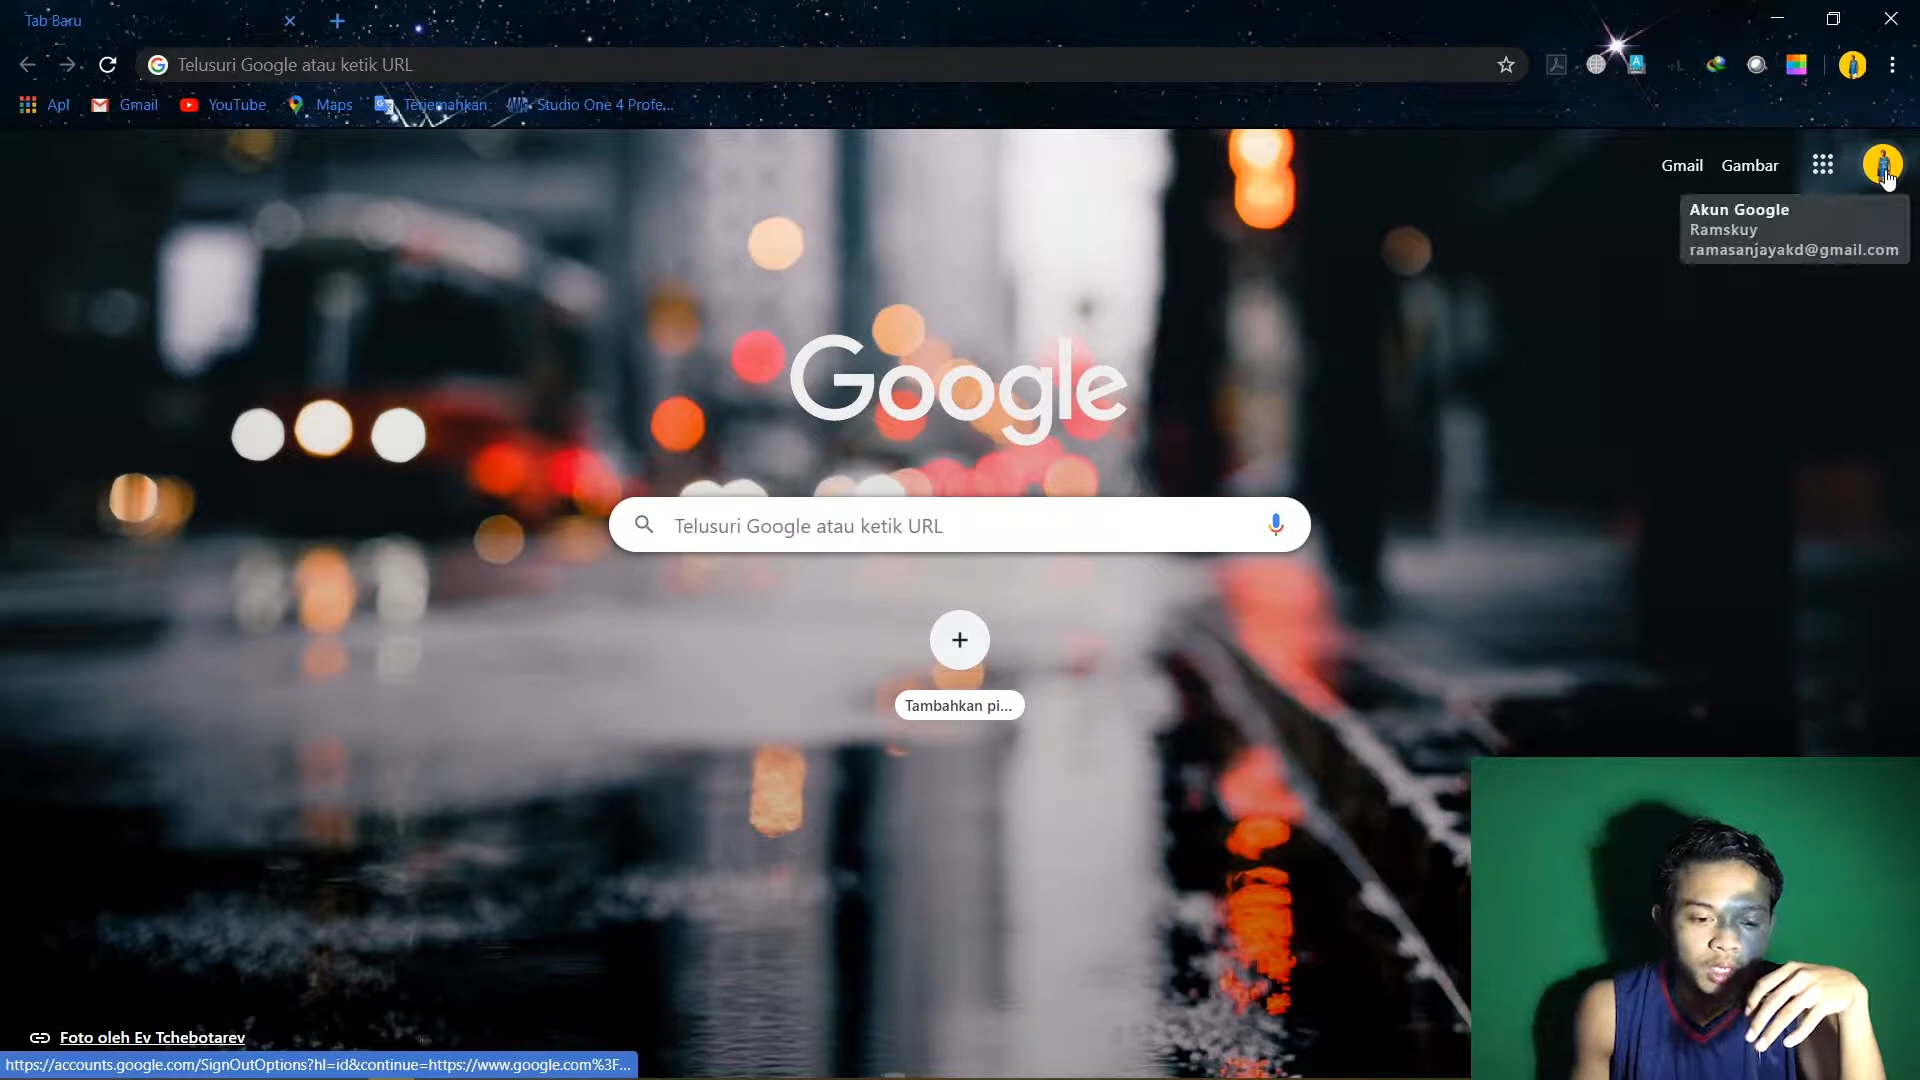 Tab Baru
Telusuri Google atau ketik URL
Apl
Gmail
YouTube
Maps
Terjemahkan
Studio One 4 Profe...
Gmail
Gambar
Akun Google
Ramskuy
ramasanjayakd@gmail.com
Google
Telusuri Google atau ketik URL
Tambahkan pi...
Foto oleh Ev Tchebotarev
https://accounts.google.com/SignOutOptions?hl=id&continue=https://www.google.com%3F...